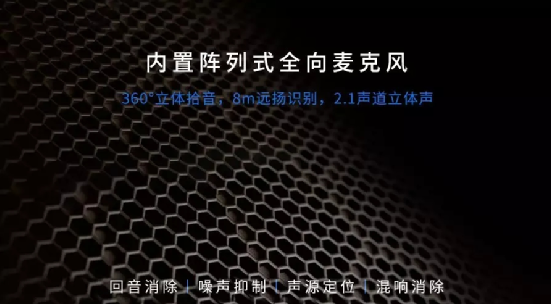 内置阵列式全向麦克风
360°立体拾音，8m远扬识别，2.1声道立体声
回音消除｜噪声抑制｜声源定位｜混响消除